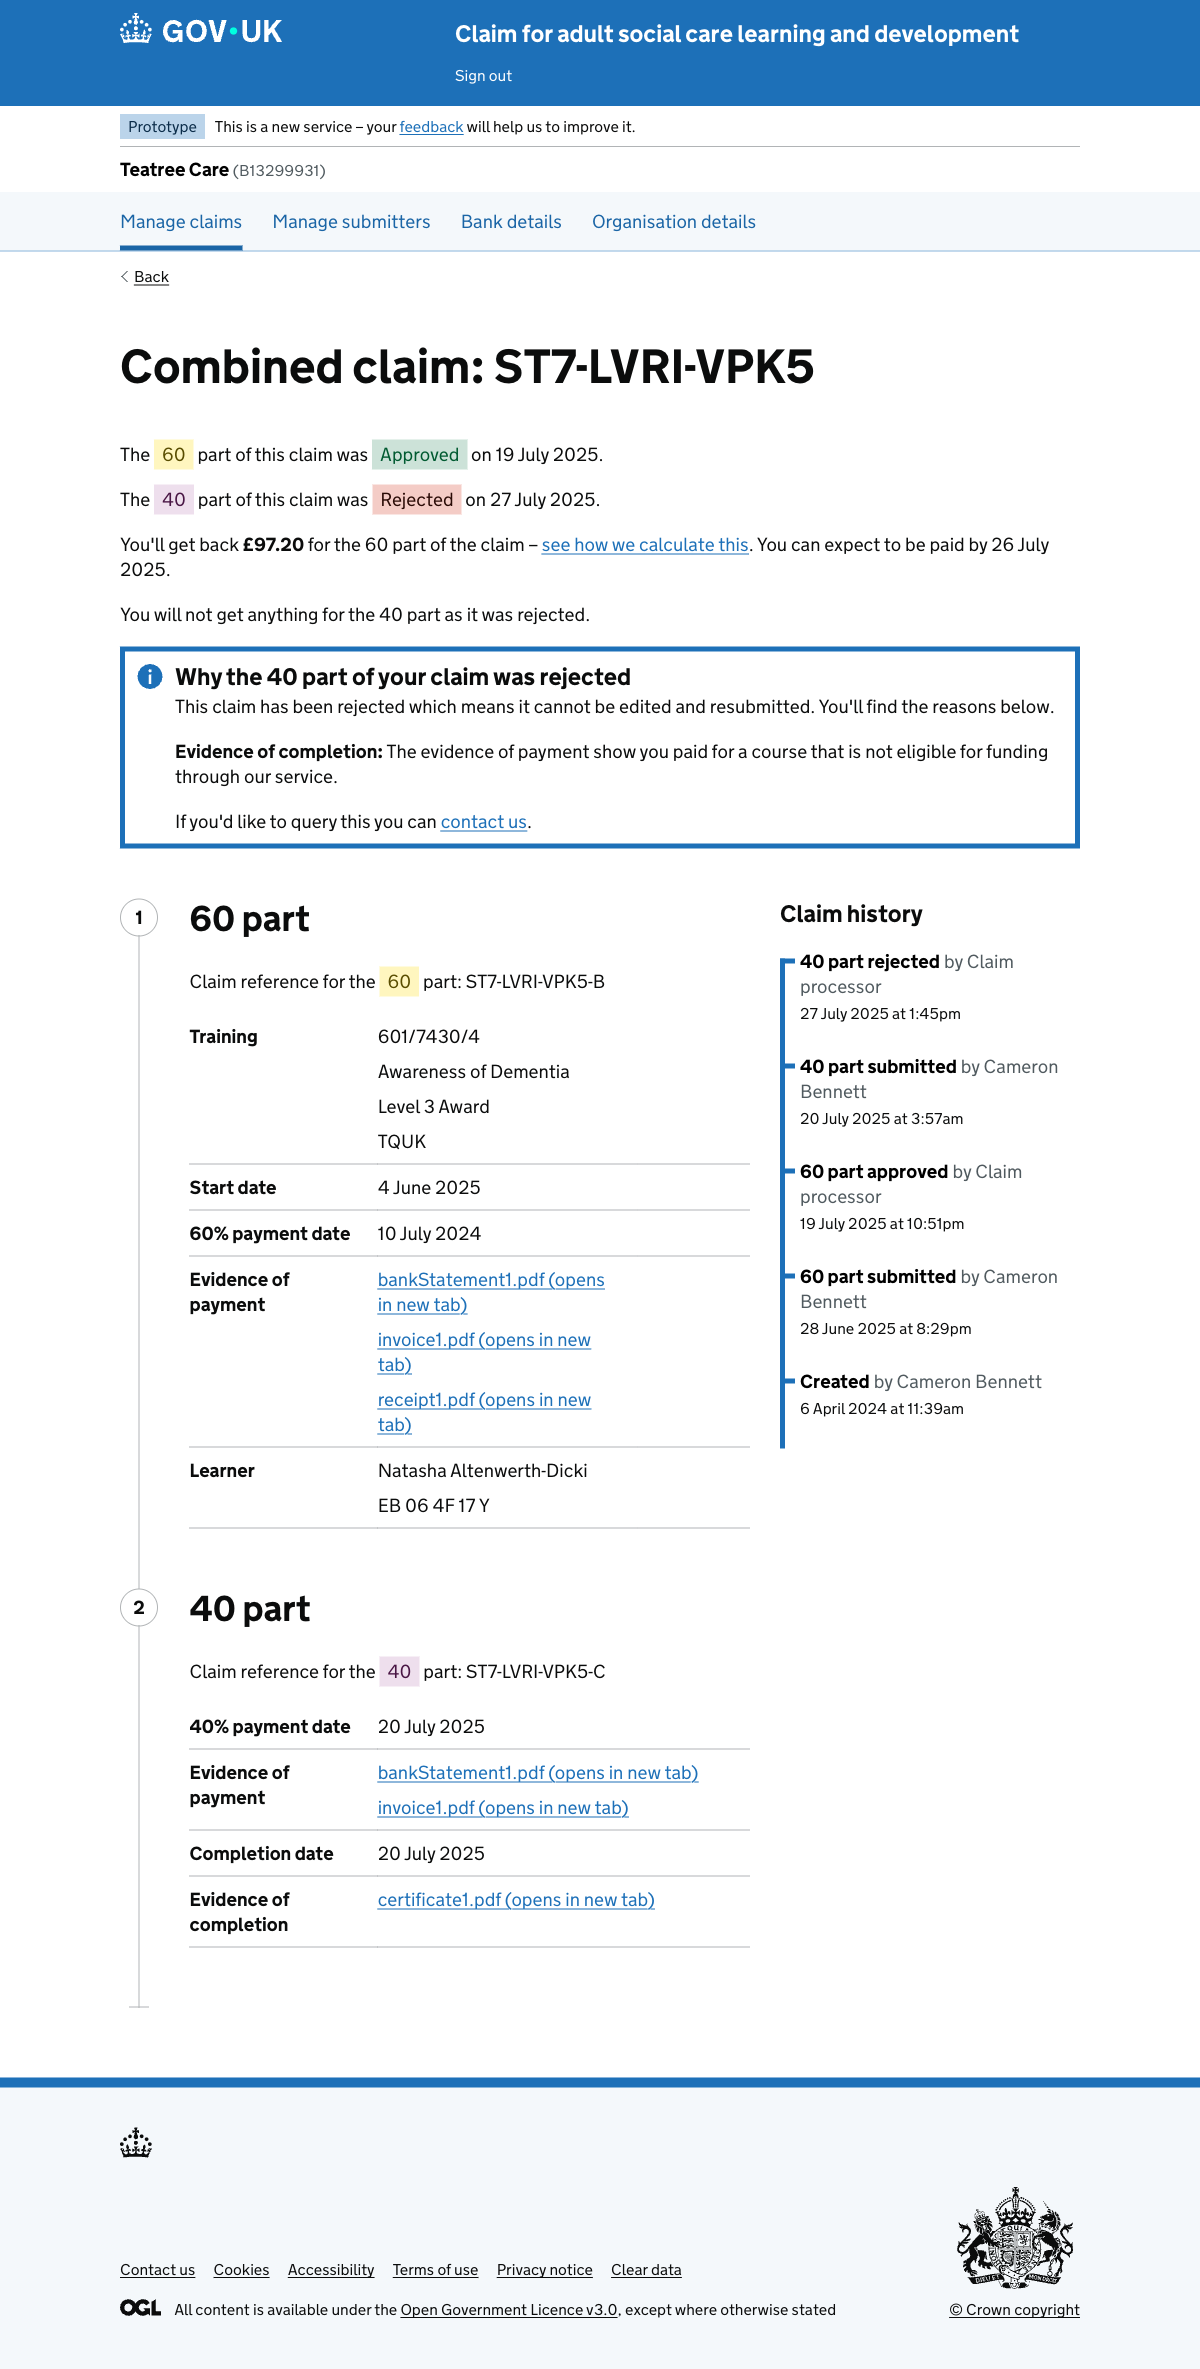 GOV·UK
Claim for adult social care learning and development
Sign out
Prototype This is a new service – your feedback will help us to improve it.
Teatree Care (B13299931)
Manage claims Manage submitters Bank details Organisation details
Back
Combined claim: ST7-LVRI-VPK5
The 60 part of this claim was Approved on 19 July 2025.
The 40 part of this claim was Rejected on 27 July 2025.
You'll get back £97.20 for the 60 part of the claim – see how we calculate this. You can expect to be paid by 26 July
2025.
You will not get anything for the 40 part as it was rejected.
Why the 40 part of your claim was rejected
This claim has been rejected which means it cannot be edited and resubmitted. You'll find the reasons below.
Evidence of completion: The evidence of payment show you paid for a course that is not eligible for funding
through our service.
If you'd like to query this you can contact us.
1
60 part
Claim reference for the 60 part: ST7-LVRI-VPK5-B
Training 601/7430/4
Awareness of Dementia
Level 3 Award
TQUK
Start date 4 June 2025
60% payment date 10 July 2024
Evidence of
payment
bankStatement1.pdf (opens
in new tab)
invoice1.pdf (opens in new
tab)
receipt1.pdf (opens in new
tab)
Learner Natasha Altenwerth-Dicki
EB 06 4F 17 Y
Claim history
40 part rejected by Claim
processor
27 July 2025 at 1:45pm
40 part submitted by Cameron
Bennett
20 July 2025 at 3:57am
60 part approved by Claim
processor
19 July 2025 at 10:51pm
60 part submitted by Cameron
Bennett
28 June 2025 at 8:29pm
Created by Cameron Bennett
6 April 2024 at 11:39am
2
40 part
Claim reference for the 40 part: ST7-LVRI-VPK5-C
40% payment date 20 July 2025
Evidence of
payment
bankStatement1.pdf (opens in new tab)
invoice1.pdf (opens in new tab)
Completion date 20 July 2025
Evidence of
completion
certificate1.pdf (opens in new tab)
Contact us Cookies Accessibility Terms of use Privacy notice Clear data
OGL All content is available under the Open Government Licence v3.0, except where otherwise stated
© Crown copyright